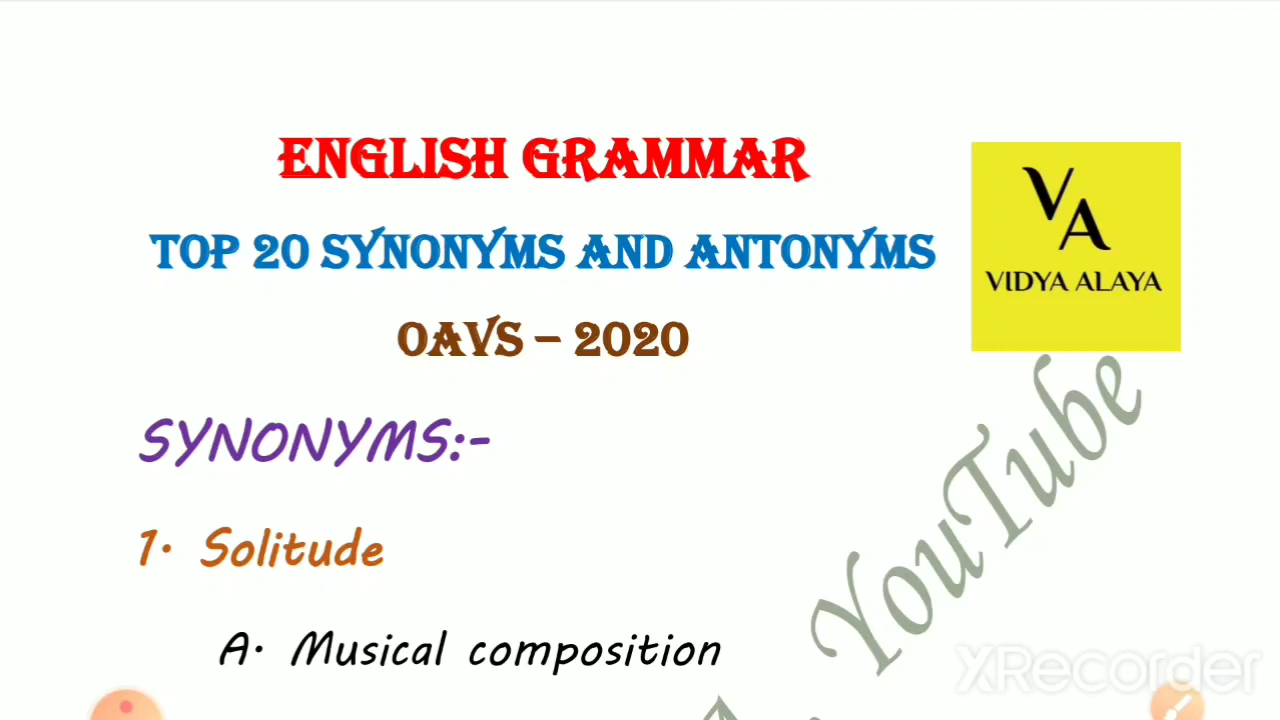 ENGLISH GRAMMAR
TOP 20 SYNONYMS AND ANTONYMS
OAVS – 2020
VA
VIDYA ALAYA
SYNONYMS:-
1. Solitude
A. Musical composition
YouTube
XRecorder